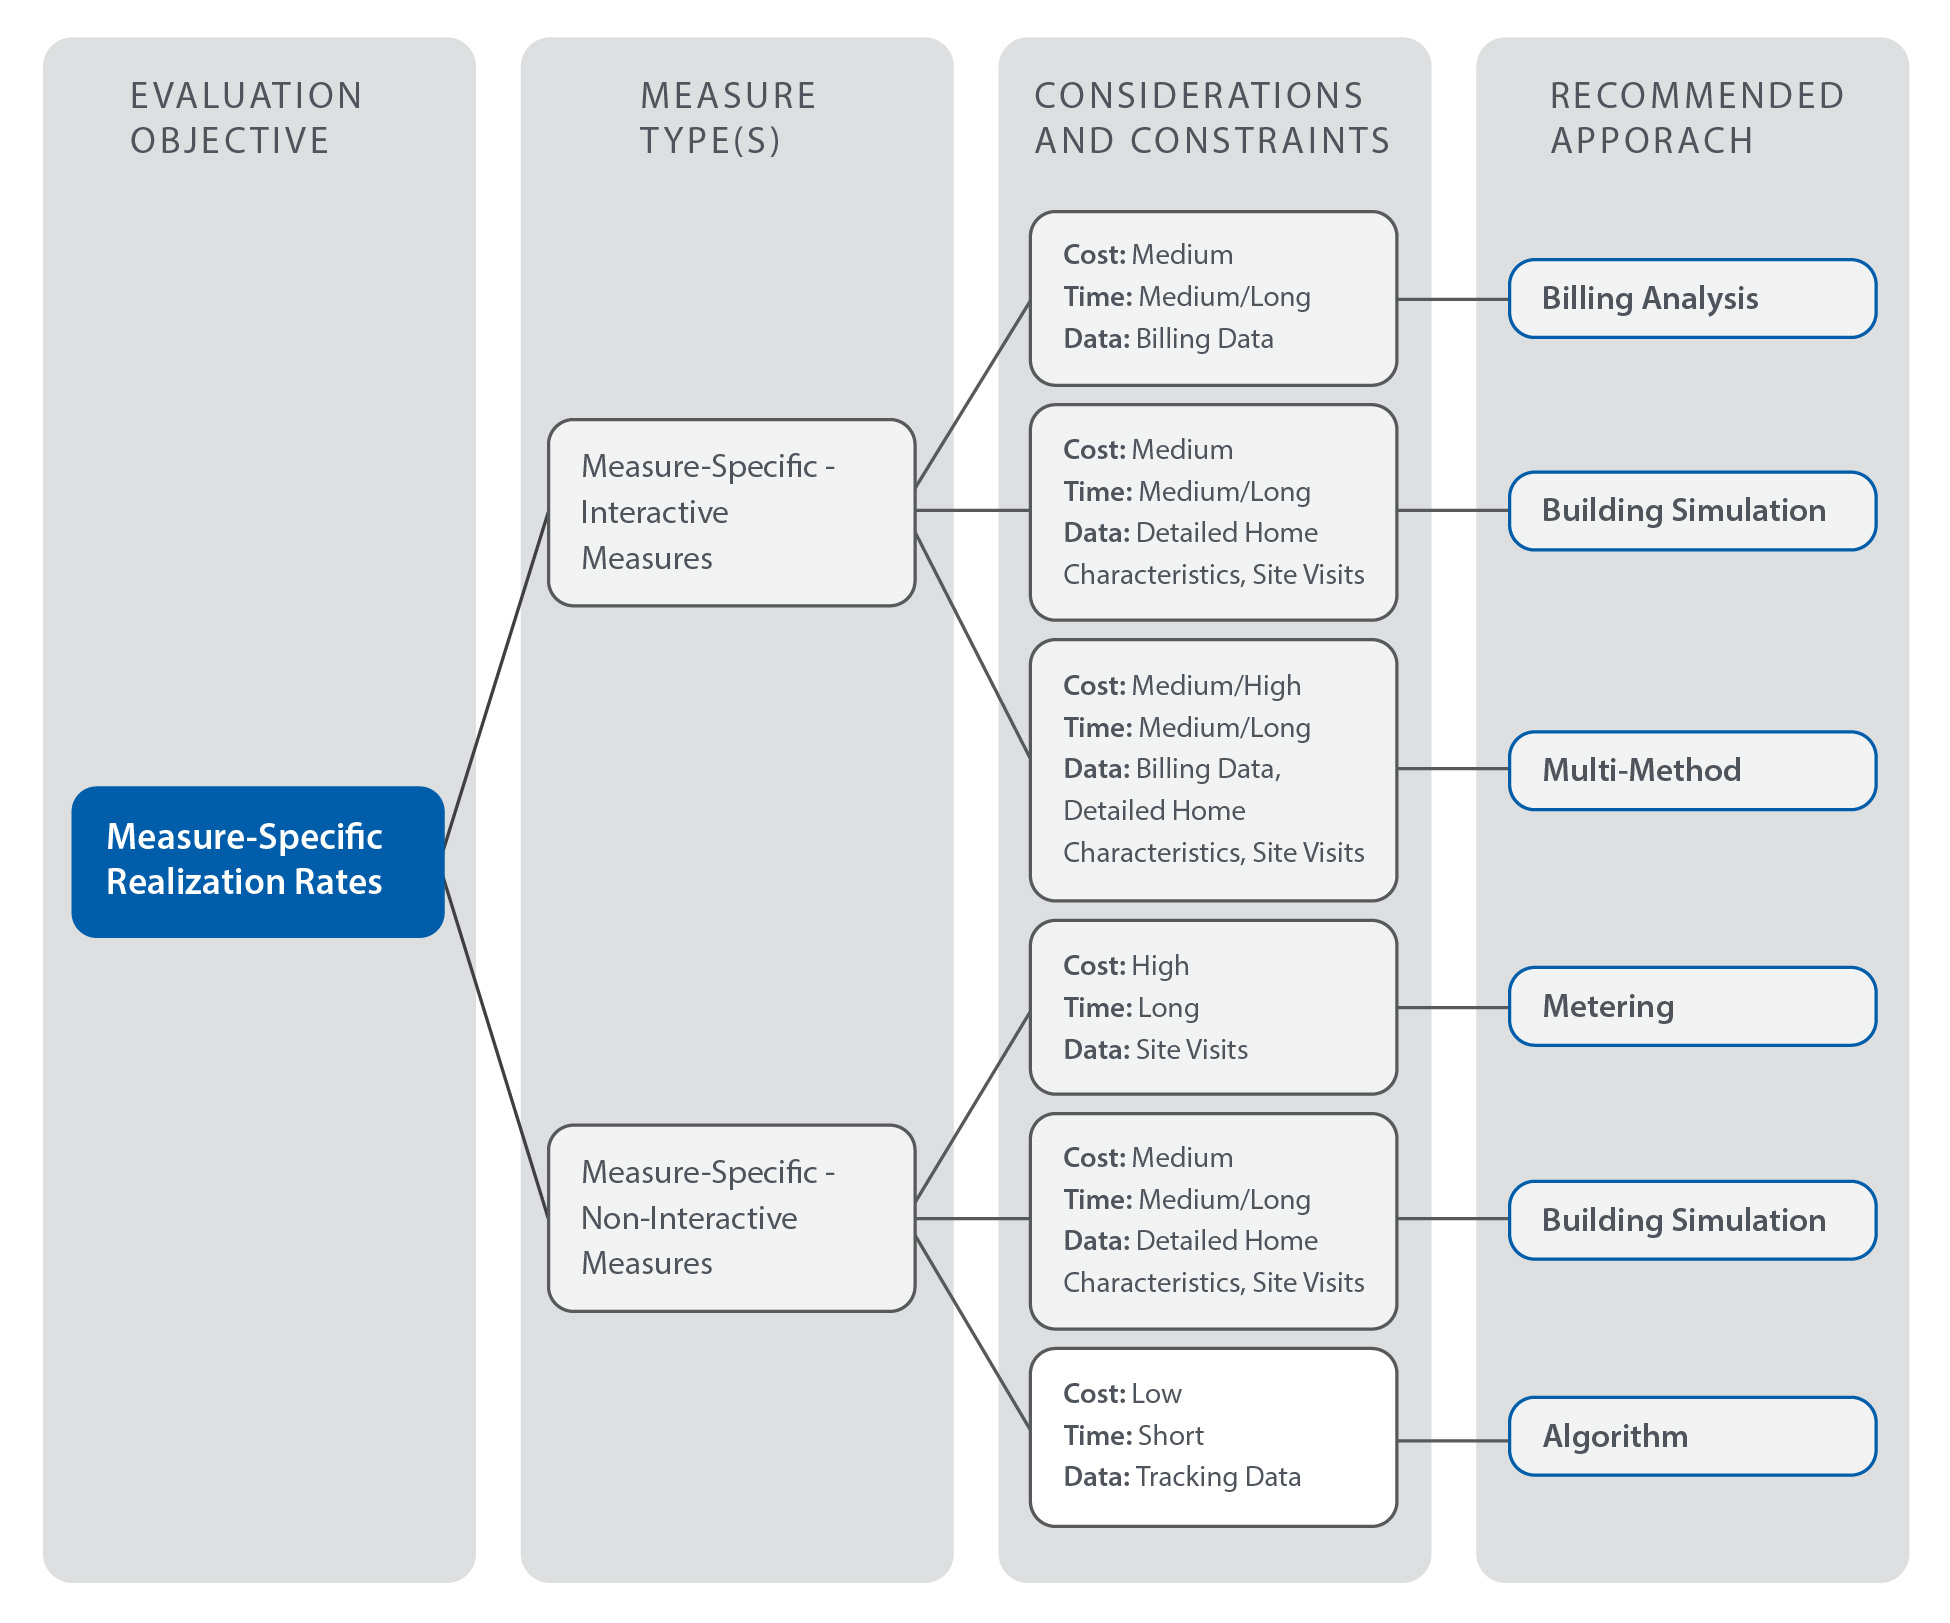 EVALUATION
OBJECTIVE
MEASURE
TYPE(S)
CONSIDERATIONS
AND CONSTRAINTS
RECOMMENDED
APPORACH
Measure-Specific
Realization Rates
Measure-Specific -
Interactive
Measures
Cost: Medium
Time: Medium/Long
Data: Billing Data
Billing Analysis
Cost: Medium
Time: Medium/Long
Data: Detailed Home
Characteristics, Site Visits
Building Simulation
Cost: Medium/High
Time: Medium/Long
Data: Billing Data,
Detailed Home
Characteristics, Site Visits
Multi-Method
Measure-Specific -
Non-Interactive
Measures
Cost: High
Time: Long
Data: Site Visits
Metering
Cost: Medium
Time: Medium/Long
Data: Detailed Home
Characteristics, Site Visits
Building Simulation
Cost: Low
Time: Short
Data: Tracking Data
Algorithm